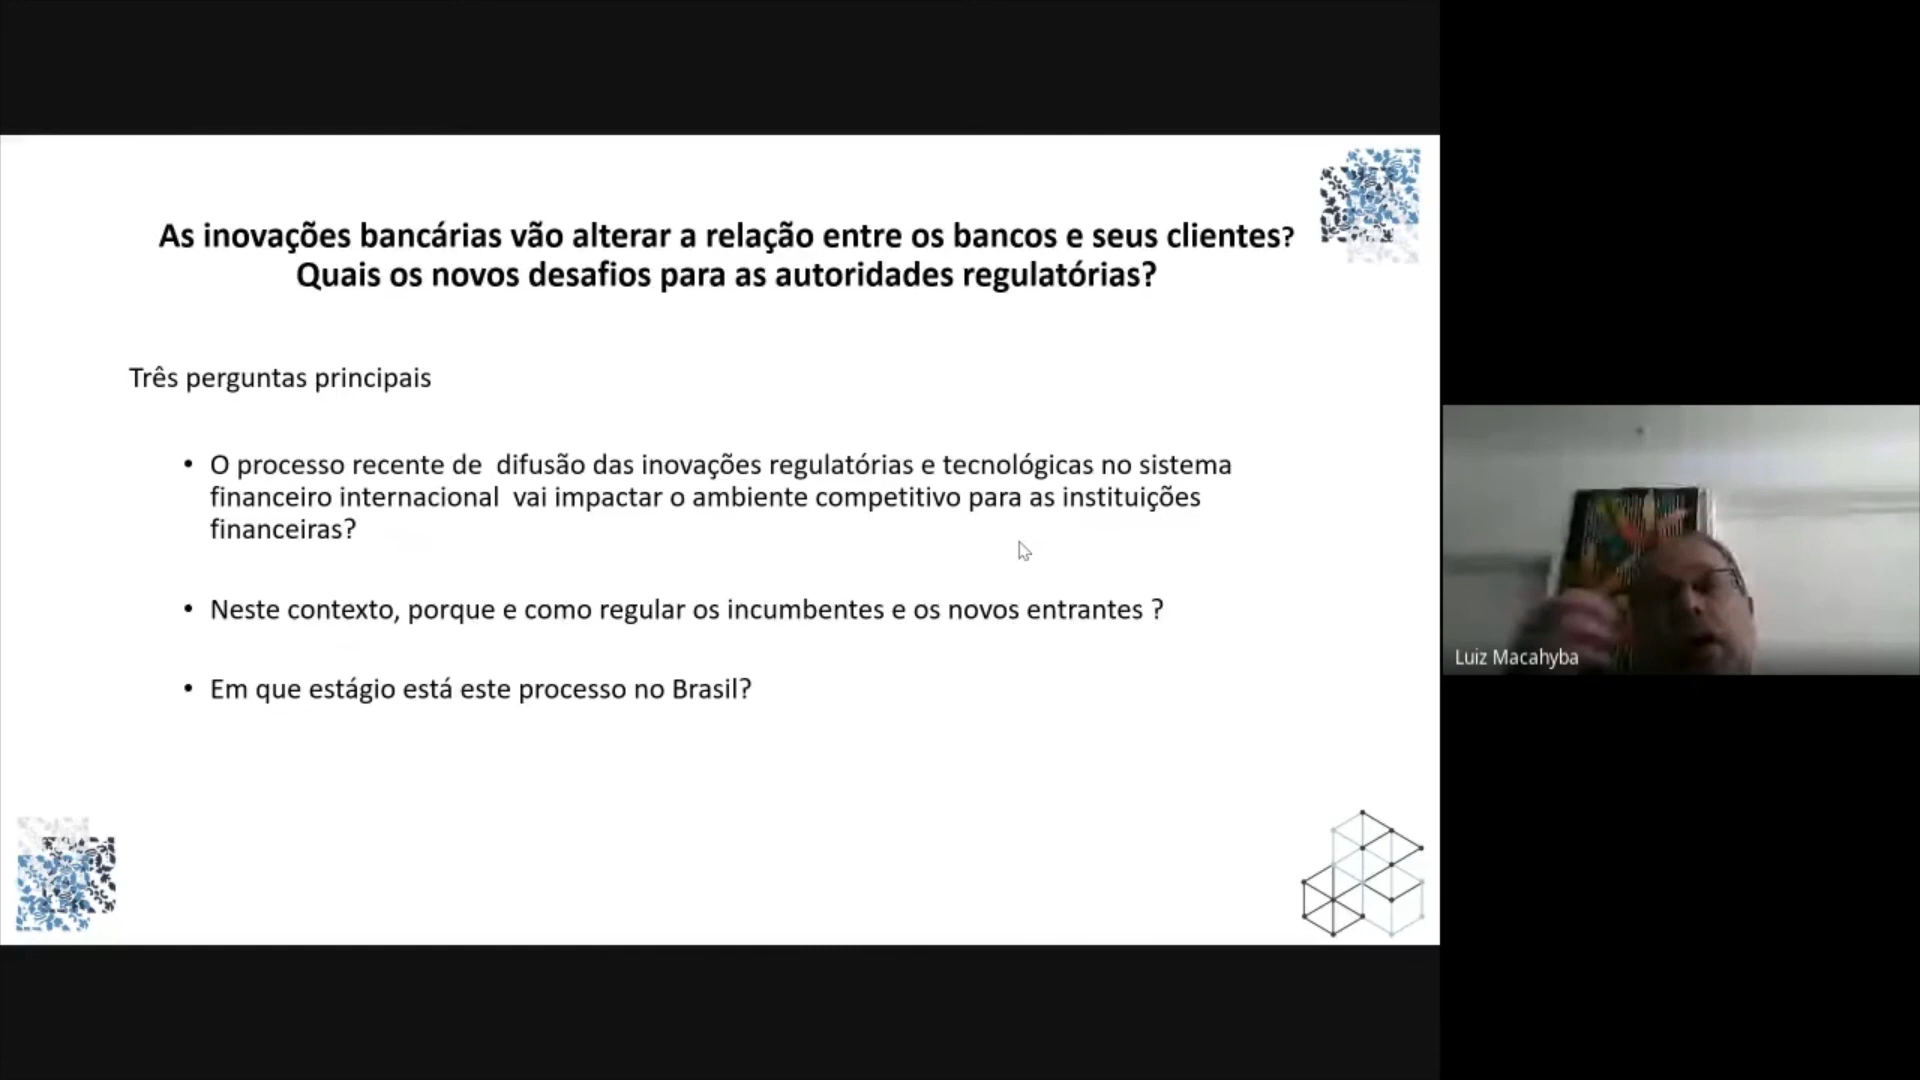 As inovações bancárias vão alterar a relação entre os bancos e seus clientes?
Quais os novos desafios para as autoridades regulatórias?
Três perguntas principais
• O processo recente de difusão das inovações regulatórias e tecnológicas no sistema
financeiro internacional vai impactar o ambiente competitivo para as instituições
financeiras?
• Neste contexto, porque e como regular os incumbentes e os novos entrantes ?
• Em que estágio está este processo no Brasil?
Luiz Macahyba